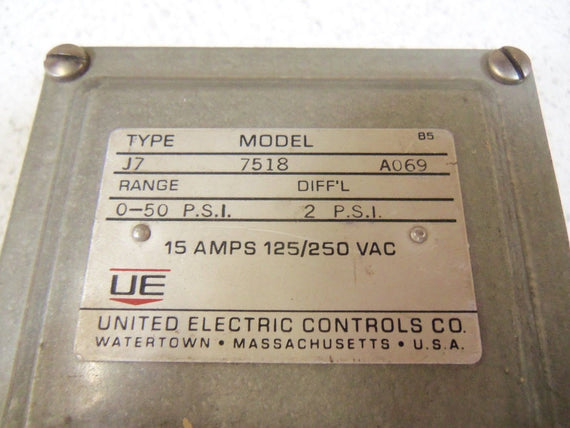 TYPE MODEL 85
J7 7518 A069
RANGE DIFF'L
0-50 P.S.I. 2 P.S.I.
15 AMPS 125/250 VAC
UE
UNITED ELECTRIC CONTROLS CO.
WATERTOWN • MASSACHUSETTS • U.S.A.